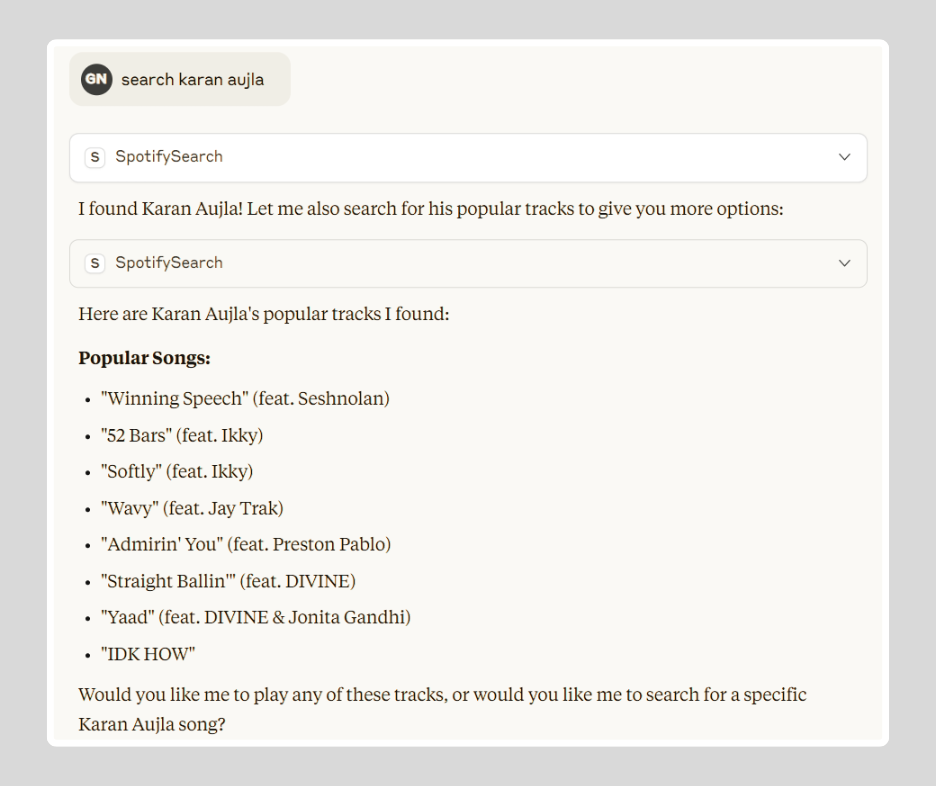 GN search karan aujla
S SpotifySearch
I found Karan Aujla! Let me also search for his popular tracks to give you more options:
S SpotifySearch
Here are Karan Aujla's popular tracks I found:
Popular Songs:
• "Winning Speech" (feat. Seshnolan)
• "52 Bars" (feat. Ikky)
• "Softly" (feat. Ikky)
• "Wavy" (feat. Jay Trak)
• "Admirin' You" (feat. Preston Pablo)
• "Straight Ballin'" (feat. DIVINE)
• "Yaad" (feat. DIVINE & Jonita Gandhi)
• "IDK HOW"
Would you like me to play any of these tracks, or would you like me to search for a specific
Karan Aujla song?